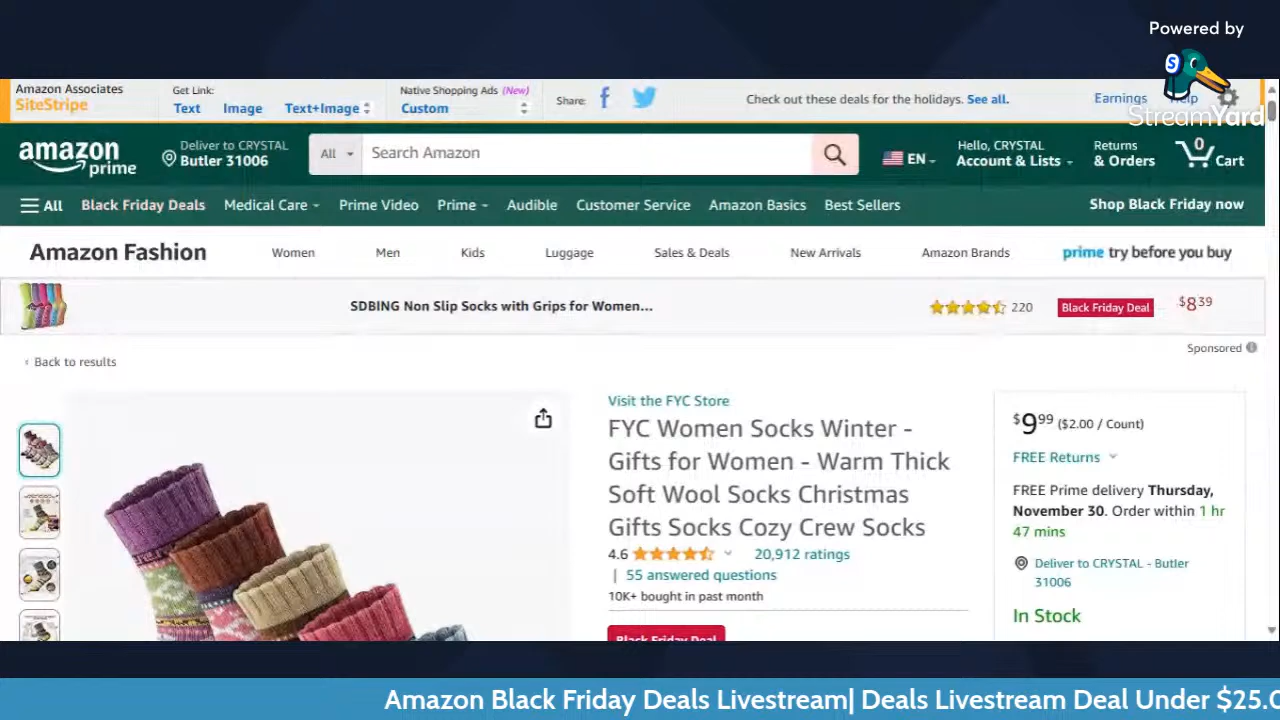 Powered by
S
StreamYard
Amazon Associates
SiteStripe
Get Link:
Text Image Text+Image
Native Shopping Ads (New)
Custom
Share:
Check out these deals for the holidays. See all.
Earnings Help
amazon
prime
Deliver to CRYSTAL
Butler 31006
All
Search Amazon
EN
Hello, CRYSTAL
Account & Lists
Returns
& Orders
0
Cart
All Black Friday Deals Medical Care Prime Video Prime Audible Customer Service Amazon Basics Best Sellers Shop Black Friday now
Amazon Fashion Women Men Kids Luggage Sales & Deals New Arrivals Amazon Brands prime try before you buy
SDBING Non Slip Socks with Grips for Women... 220 Black Friday Deal $8.39
Sponsored
‹ Back to results
Visit the FYC Store
FYC Women Socks Winter -
Gifts for Women - Warm Thick
Soft Wool Socks Christmas
Gifts Socks Cozy Crew Socks
4.6 20,912 ratings
| 55 answered questions
10K+ bought in past month
Black Friday Deal
$9.99 ($2.00 / Count)
FREE Returns
FREE Prime delivery Thursday,
November 30. Order within 1 hr
47 mins
Deliver to CRYSTAL - Butler
31006
In Stock
Amazon Black Friday Deals Livestream| Deals Livestream Deal Under $25.0